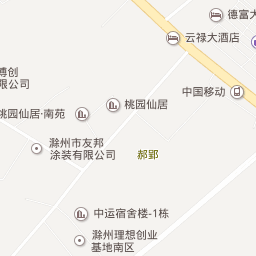 德富大
云禄大酒店
博创
有限公司
中国移动
桃园仙居
桃园仙居·南苑
滁州市友邦
涂装有限公司
郝郢
中运宿舍楼-1栋
滁州理想创业
基地南区